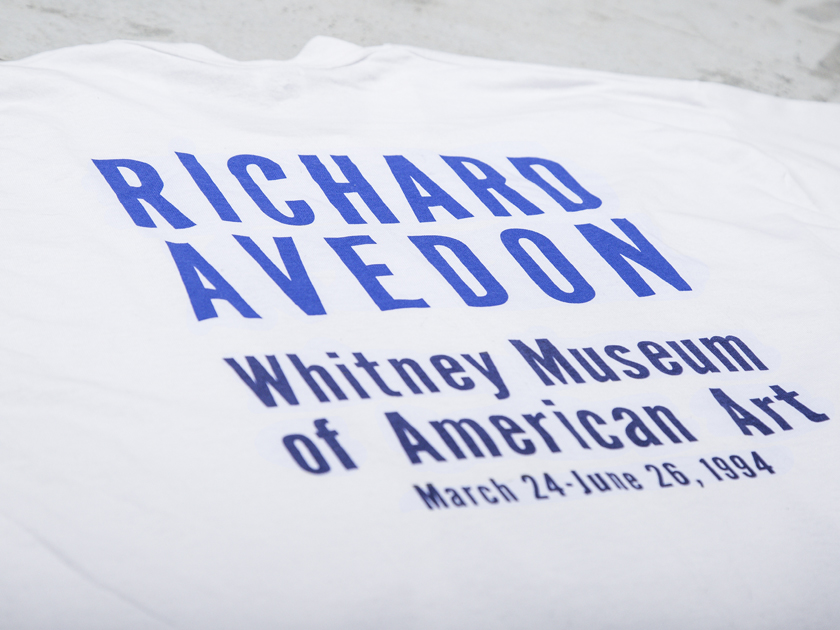 RICHARD
AVEDON
Whitney Museum
of American Art
March 24-June 26, 1994